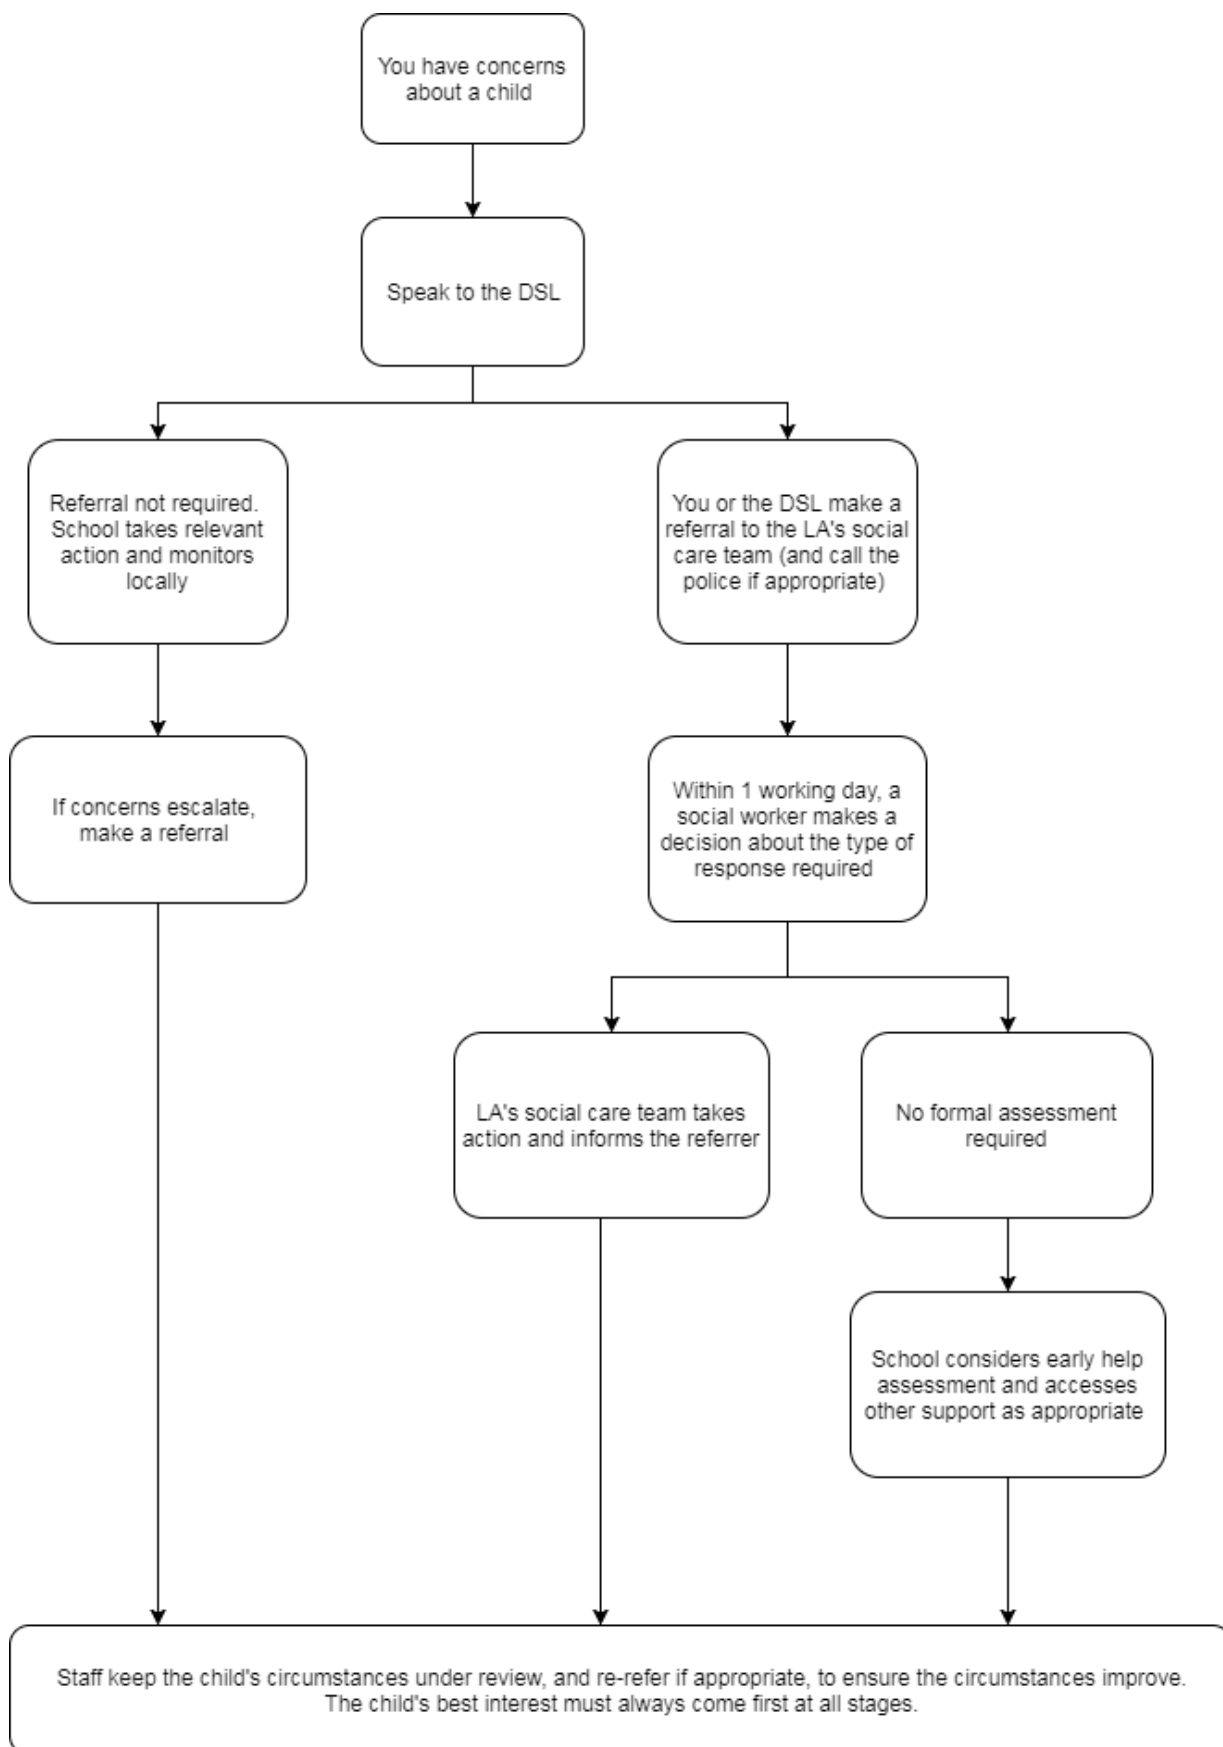 You have concerns
about a child
Speak to the DSL
Referral not required.
School takes relevant
action and monitors
locally
You or the DSL make a
referral to the LA's social
care team (and call the
police if appropriate)
If concerns escalate,
make a referral
Within 1 working day, a
social worker makes a
decision about the type of
response required
LA's social care team takes
action and informs the referrer
No formal assessment
required
School considers early help
assessment and accesses
other support as appropriate
Staff keep the child's circumstances under review, and re-refer if appropriate, to ensure the circumstances improve.
The child's best interest must always come first at all stages.